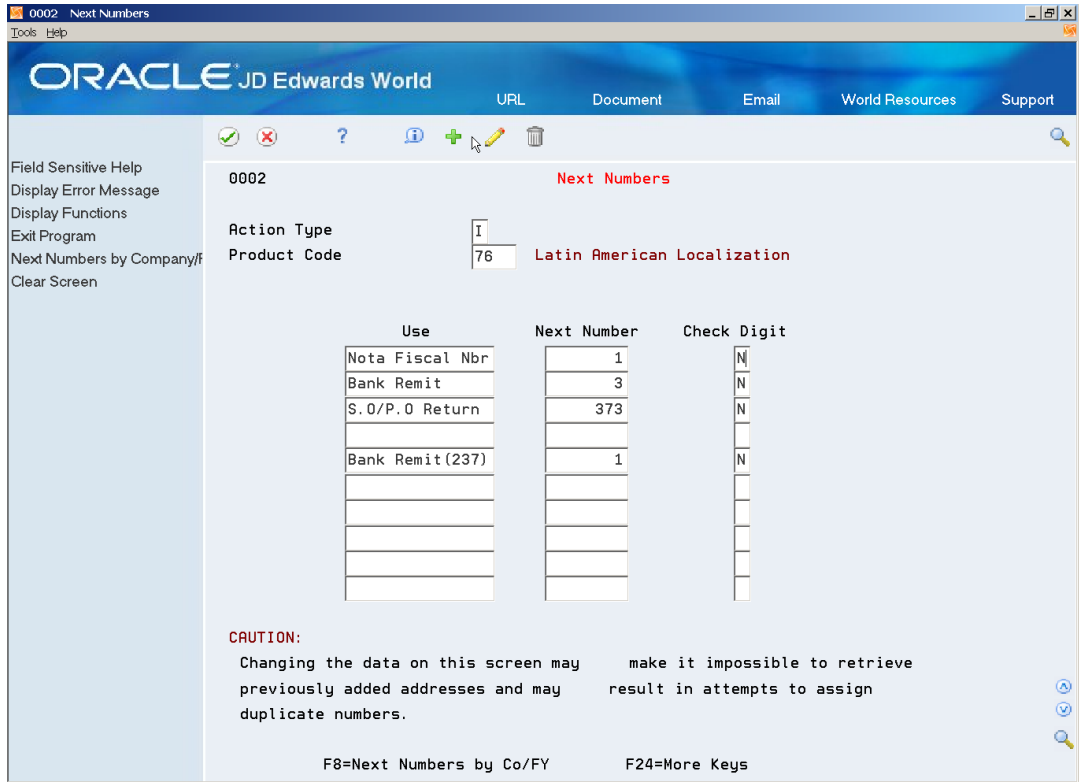 0002 Next Numbers
Tools Help
ORACLE JD Edwards World
URL Document Email World Resources Support
Field Sensitive Help
Display Error Message
Display Functions
Exit Program
Next Numbers by Company/F
Clear Screen
0002 Next Numbers
Action Type I
Product Code 76 Latin American Localization
Use Next Number Check Digit
Nota Fiscal Nbr 1 N
Bank Remit 3 N
S.O/P.O Return 373 N
Bank Remit(237) 1 N
CAUTION:
Changing the data on this screen may make it impossible to retrieve
previously added addresses and may result in attempts to assign
duplicate numbers.
F8=Next Numbers by Co/FY F24=More Keys